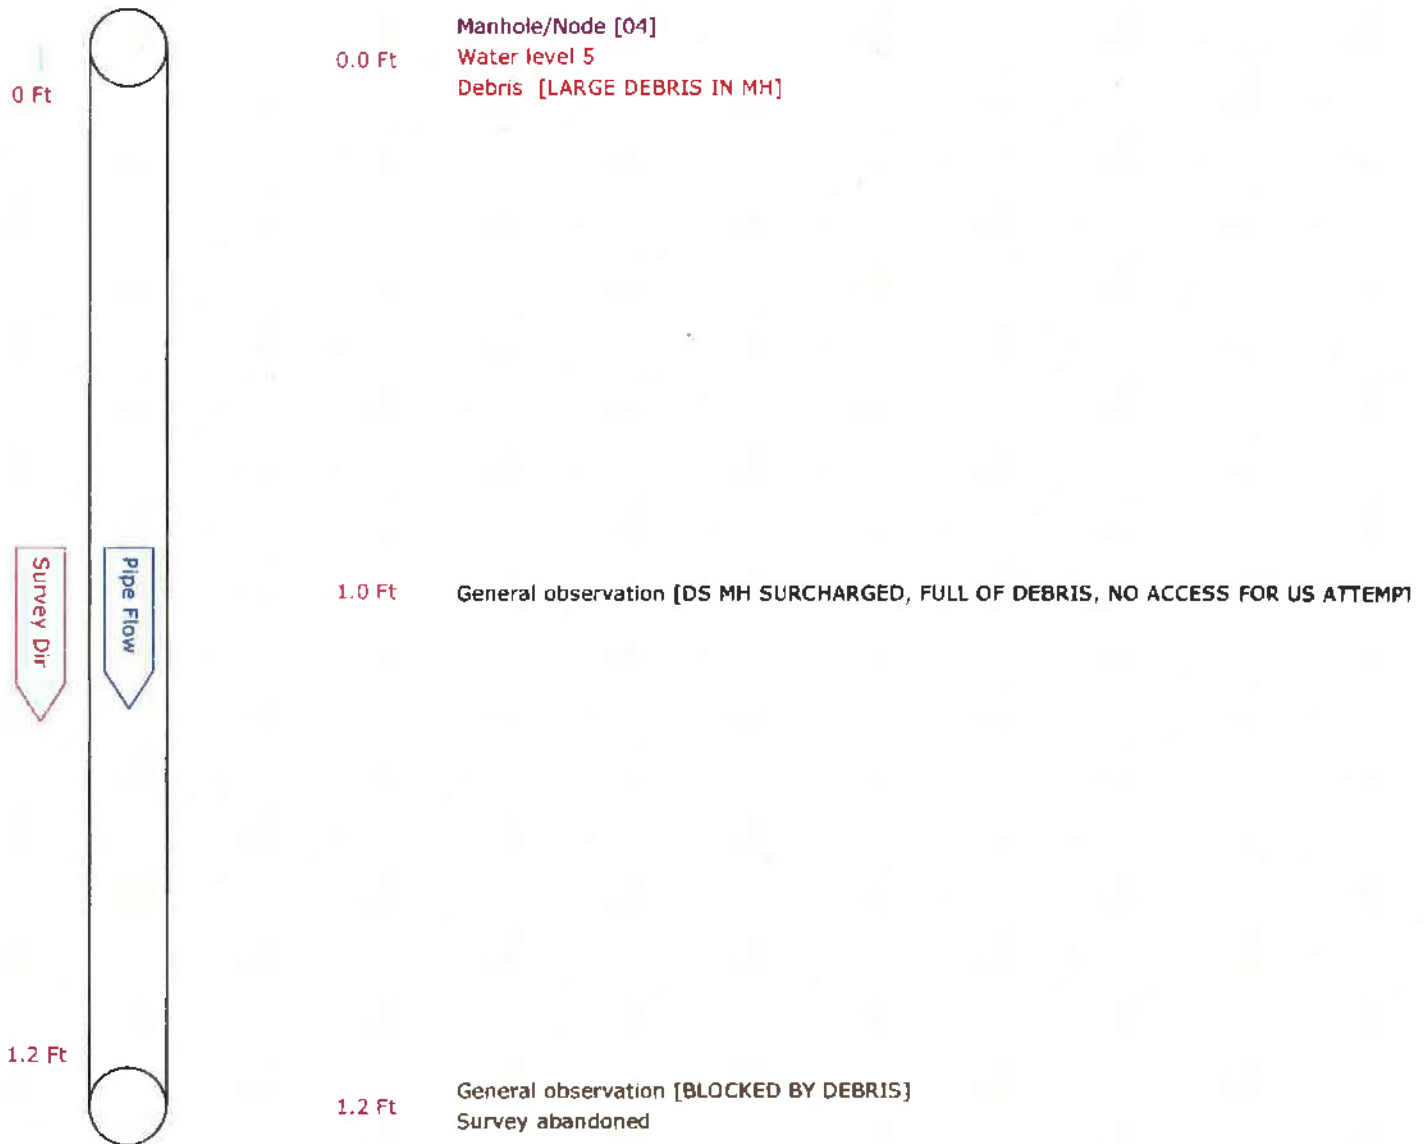 Manhole/Node [04]
0.0 Ft Water level 5
0 Ft
Debris [LARGE DEBRIS IN MH]
Survey Dir
Pipe Flow
1.0 Ft General observation [DS MH SURCHARGED, FULL OF DEBRIS, NO ACCESS FOR US ATTEMPT
1.2 Ft
General observation [BLOCKED BY DEBRIS]
1.2 Ft
Survey abandoned